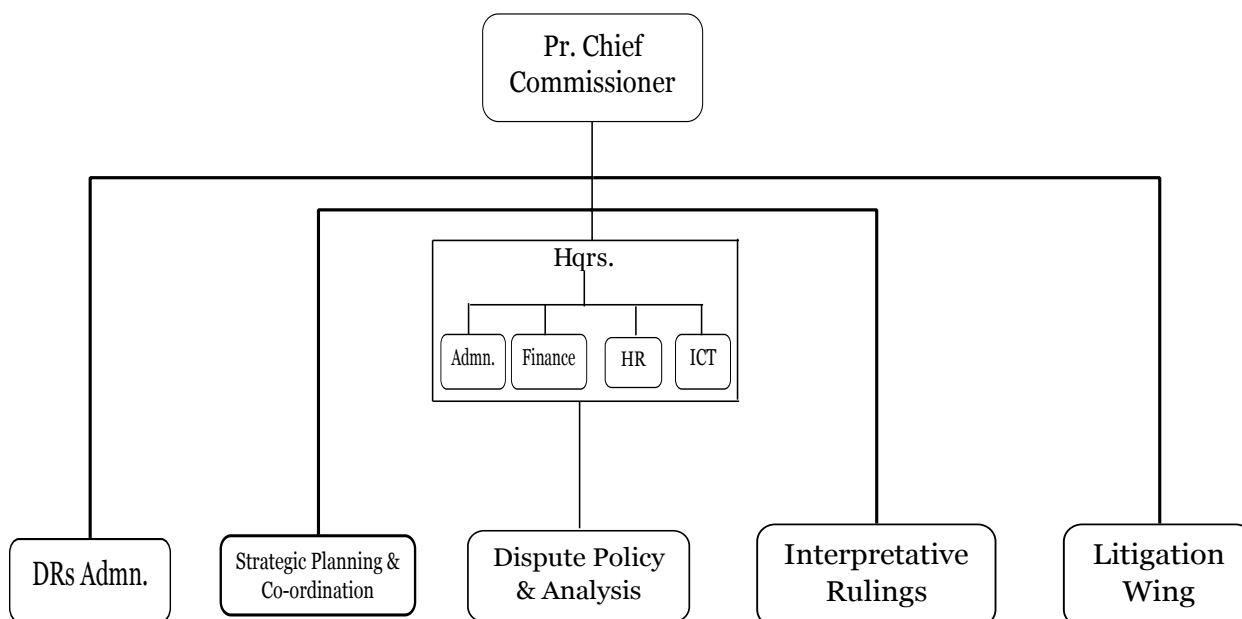 Pr. Chief
Commissioner
Hqrs.
Admn.
Finance
HR
ICT
DRs Admn.
Strategic Planning &
Co-ordination
Dispute Policy
& Analysis
Interpretative
Rulings
Litigation
Wing